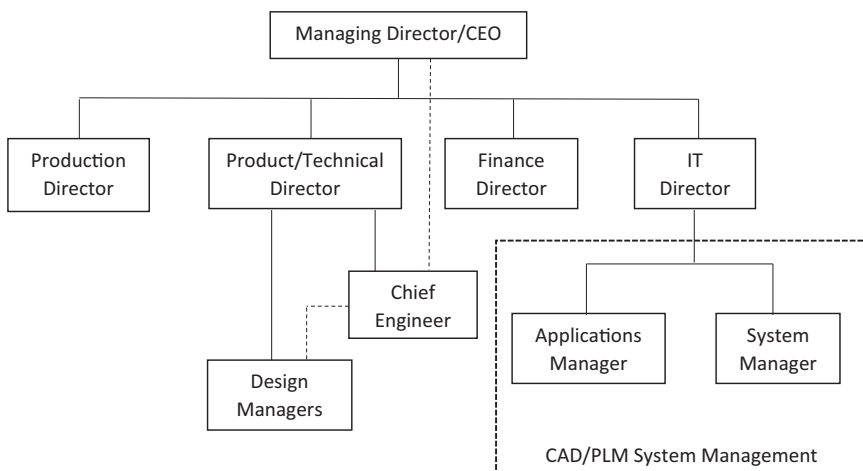 Managing Director/CEO
Production
Director
Product/Technical
Director
Finance
Director
IT
Director
Chief
Engineer
Applications
Manager
System
Manager
Design
Managers
CAD/PLM System Management